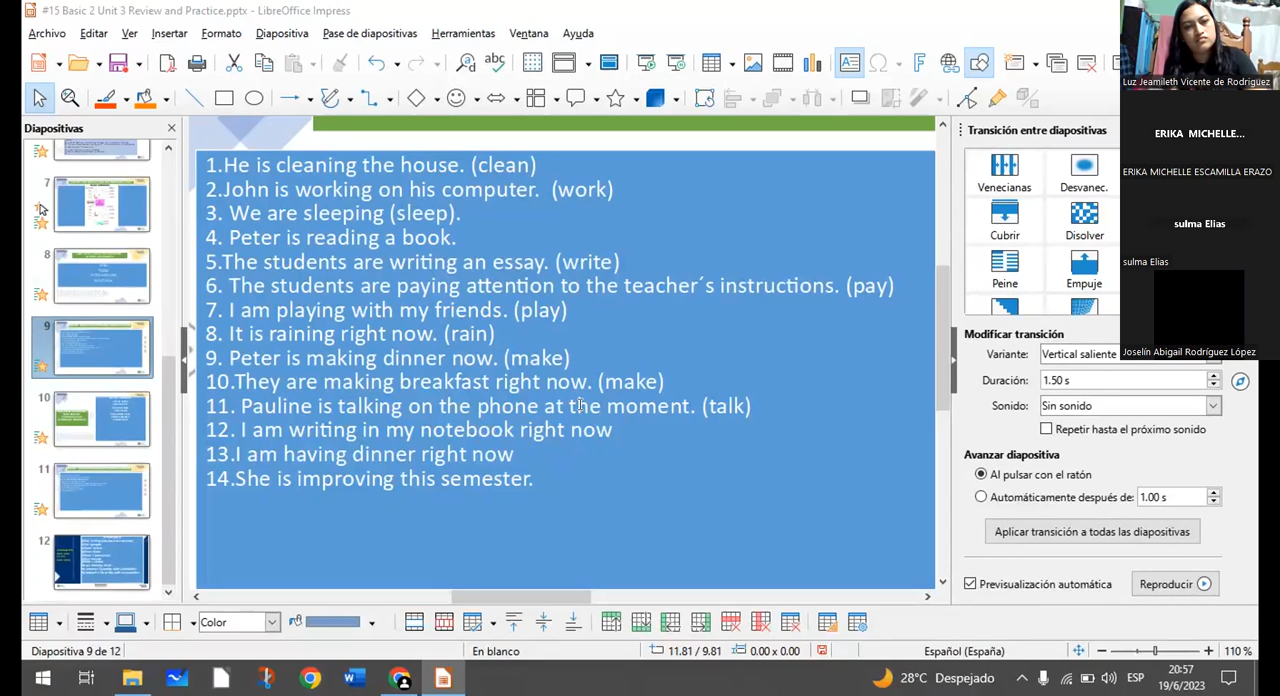 #15 Basic 2 Unit 3 Review and Practice.pptx - LibreOffice Impress
Archivo Editar Ver Insertar Formato Diapositiva Pase de diapositivas Herramientas Ventana Ayuda
Diapositivas
7
8
9
10
11
12
1.He is cleaning the house. (clean)
2.John is working on his computer. (work)
3. We are sleeping (sleep).
4. Peter is reading a book.
5.The students are writing an essay. (write)
6. The students are paying attention to the teacher´s instructions. (pay)
7. I am playing with my friends. (play)
8. It is raining right now. (rain)
9. Peter is making dinner now. (make)
10.They are making breakfast right now. (make)
11. Pauline is talking on the phone at the moment. (talk)
12. I am writing in my notebook right now
13.I am having dinner right now
14.She is improving this semester.
Transición entre diapositivas
Venecianas Desvanec.
Cubrir Disolver
Peine Empuje
Modificar transición
Variante: Vertical saliente
Duración: 1.50 s
Sonido: Sin sonido
Repetir hasta el próximo sonido
Avanzar diapositiva
Al pulsar con el ratón
Automáticamente después de: 1.00 s
Aplicar transición a todas las diapositivas
Previsualización automática Reproducir
Luz Jeamileth Vicente de Rodriguez
ERIKA MICHELLE...
ERIKA MICHELLE ESCAMILLA ERAZO
sulma Elias
sulma Elias
Joselín Abigail Rodríguez López
Color
Diapositiva 9 de 12 En blanco 11.81 / 9.81 0.00 x 0.00 Español (España) 110 %
28°C Despejado ESP 20:57
19/6/2023